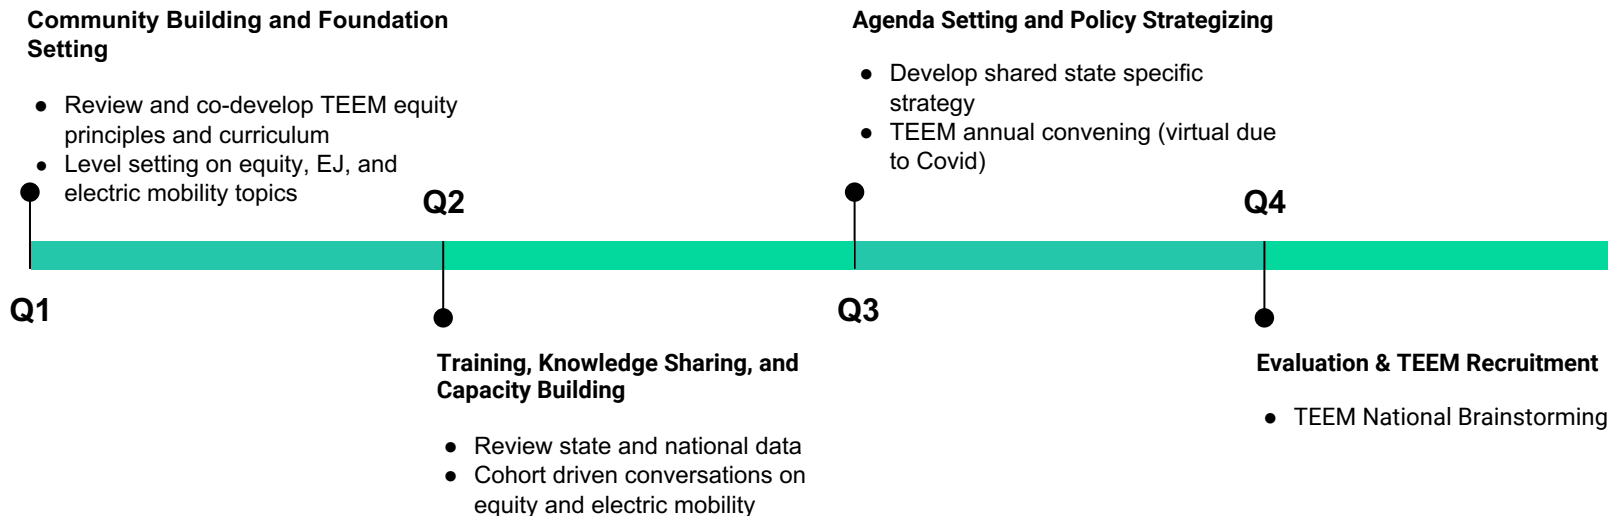 Community Building and Foundation
Setting
● Review and co-develop TEEM equity
principles and curriculum
● Level setting on equity, EJ, and
electric mobility topics
Q1
Q2
Training, Knowledge Sharing, and
Capacity Building
● Review state and national data
● Cohort driven conversations on
equity and electric mobility
Agenda Setting and Policy Strategizing
● Develop shared state specific
strategy
● TEEM annual convening (virtual due
to Covid)
Q3
Q4
Evaluation & TEEM Recruitment
● TEEM National Brainstorming